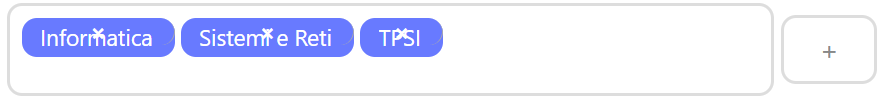 Informatica Sistemi e Reti TPSI +